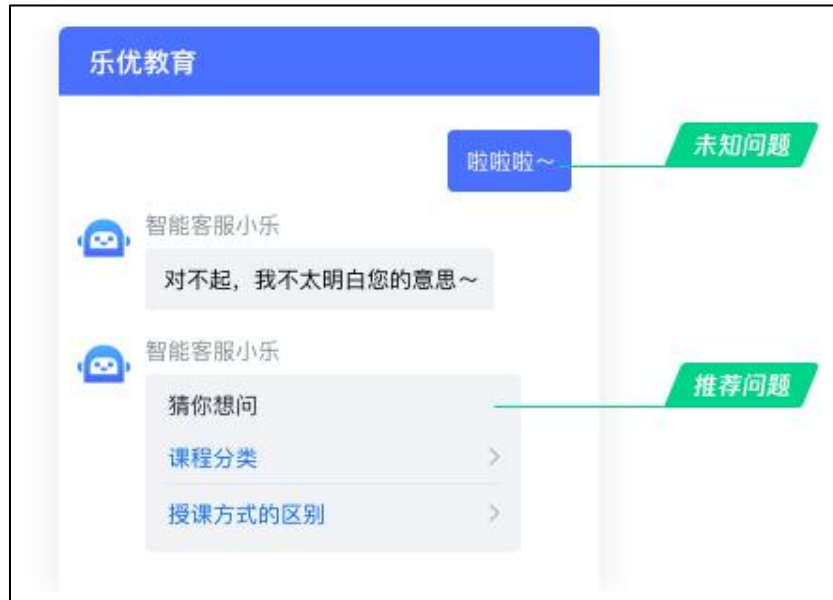 乐优教育
啦啦啦～
未知问题
智能客服小乐
对不起，我不太明白您的意思～
智能客服小乐
推荐问题
猜你想问
课程分类
授课方式的区别